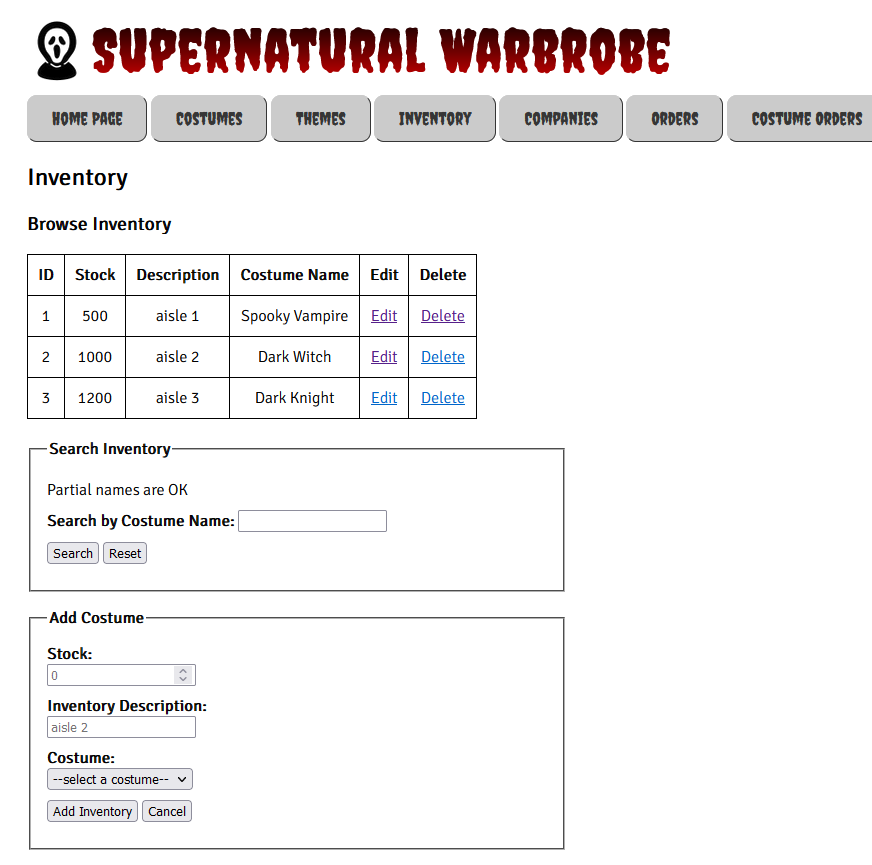 SUPERNATURAL WARBROBE
HOME PAGE COSTUMES THEMES INVENTORY COMPANIES ORDERS COSTUME ORDERS
Inventory
Browse Inventory
ID Stock Description Costume Name Edit Delete
1 500 aisle 1 Spooky Vampire Edit Delete
2 1000 aisle 2 Dark Witch Edit Delete
3 1200 aisle 3 Dark Knight Edit Delete
Search Inventory
Partial names are OK
Search by Costume Name:
Search Reset
Add Costume
Stock:
0
Inventory Description:
aisle 2
Costume:
--select a costume--
Add Inventory Cancel